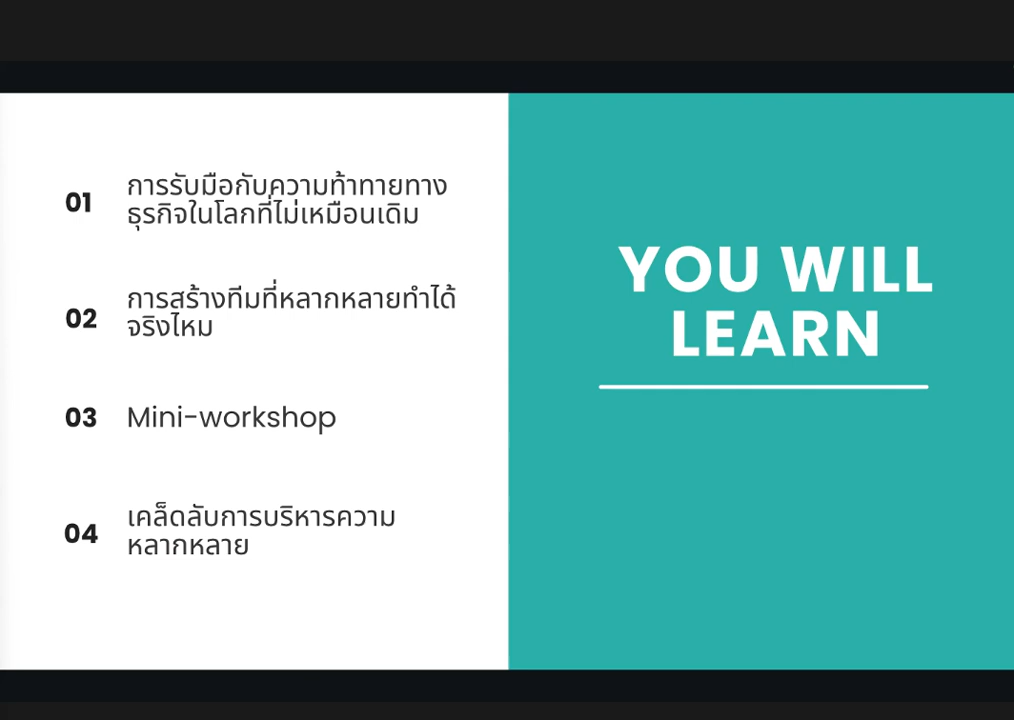 01
การรับมือกับความท้าทายทาง
ธุรกิจในโลกที่ไม่เหมือนเดิม
02
การสร้างทีมที่หลากหลายทำได้
จริงไหม
03
Mini-workshop
04
เคล็ดลับการบริหารความ
หลากหลาย
YOU WILL
LEARN